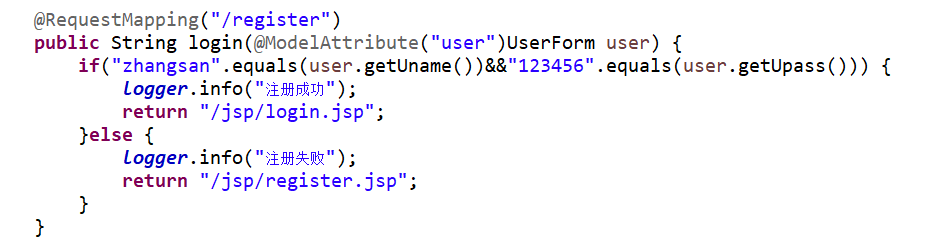 @RequestMapping("/register")
public String login(@ModelAttribute("user")UserForm user) {
    if("zhangsan".equals(user.getUname())&&"123456".equals(user.getUpass())) {
        logger.info("注册成功");
        return "/jsp/login.jsp";
    }else {
        logger.info("注册失败");
        return "/jsp/register.jsp";
    }
}